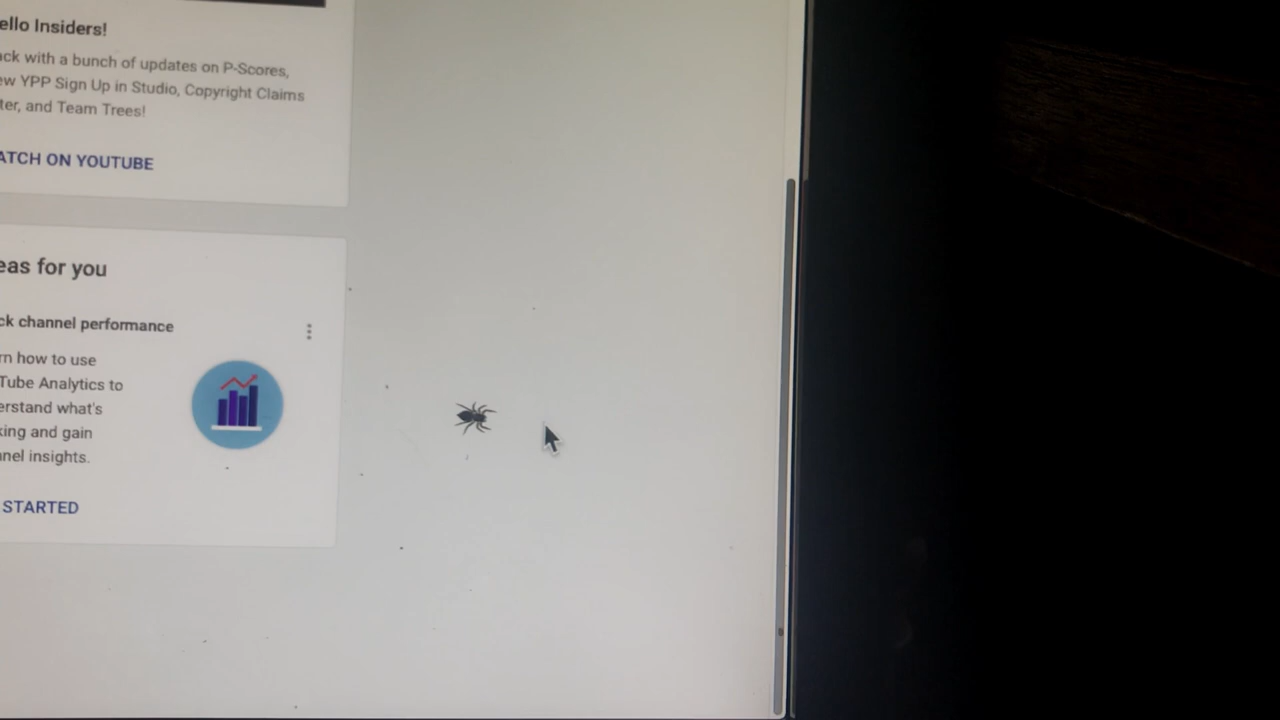 ello Insiders!
ack with a bunch of updates on P-Scores,
ew YPP Sign Up in Studio, Copyright Claims
ter, and Team Trees!
ATCH ON YOUTUBE
eas for you
ck channel performance
rn how to use
Tube Analytics to
erstand what's
king and gain
nnel insights.
STARTED